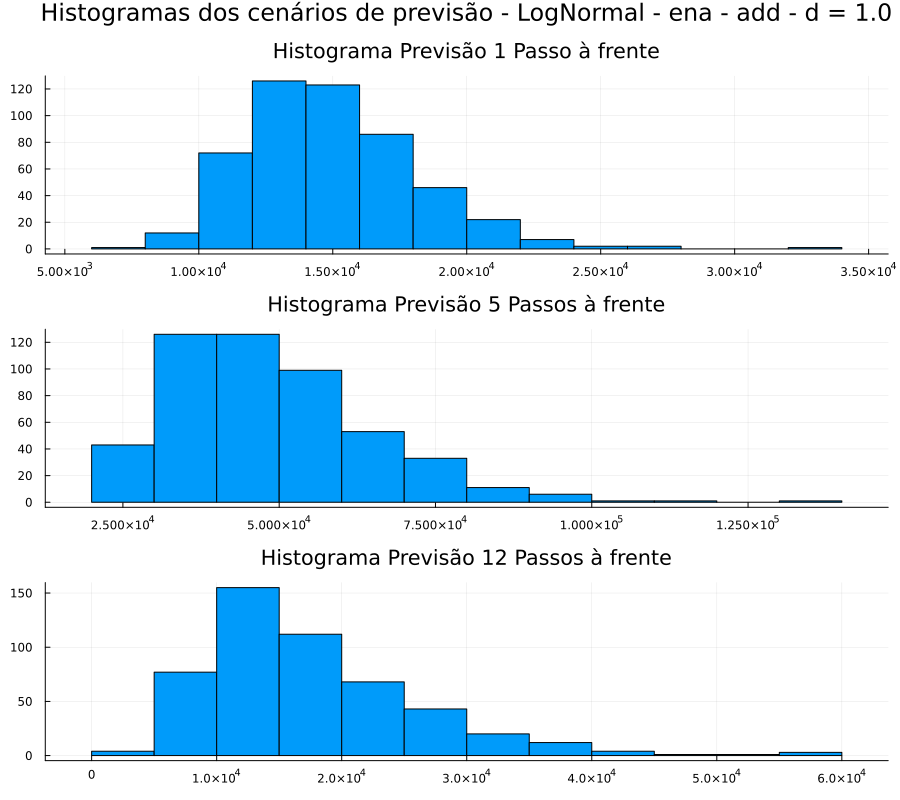 Histogramas dos cenários de previsão - LogNormal - ena - add - d = 1.0
Histograma Previsão 1 Passo à frente
120
100
80
60
40
20
0
5.00×10³ 1.00×10⁴ 1.50×10⁴ 2.00×10⁴ 2.50×10⁴ 3.00×10⁴ 3.50×10⁴
Histograma Previsão 5 Passos à frente
120
100
80
60
40
20
0
2.500×10⁴ 5.000×10⁴ 7.500×10⁴ 1.000×10⁵ 1.250×10⁵
Histograma Previsão 12 Passos à frente
150
100
50
0
0 1.0×10⁴ 2.0×10⁴ 3.0×10⁴ 4.0×10⁴ 5.0×10⁴ 6.0×10⁴